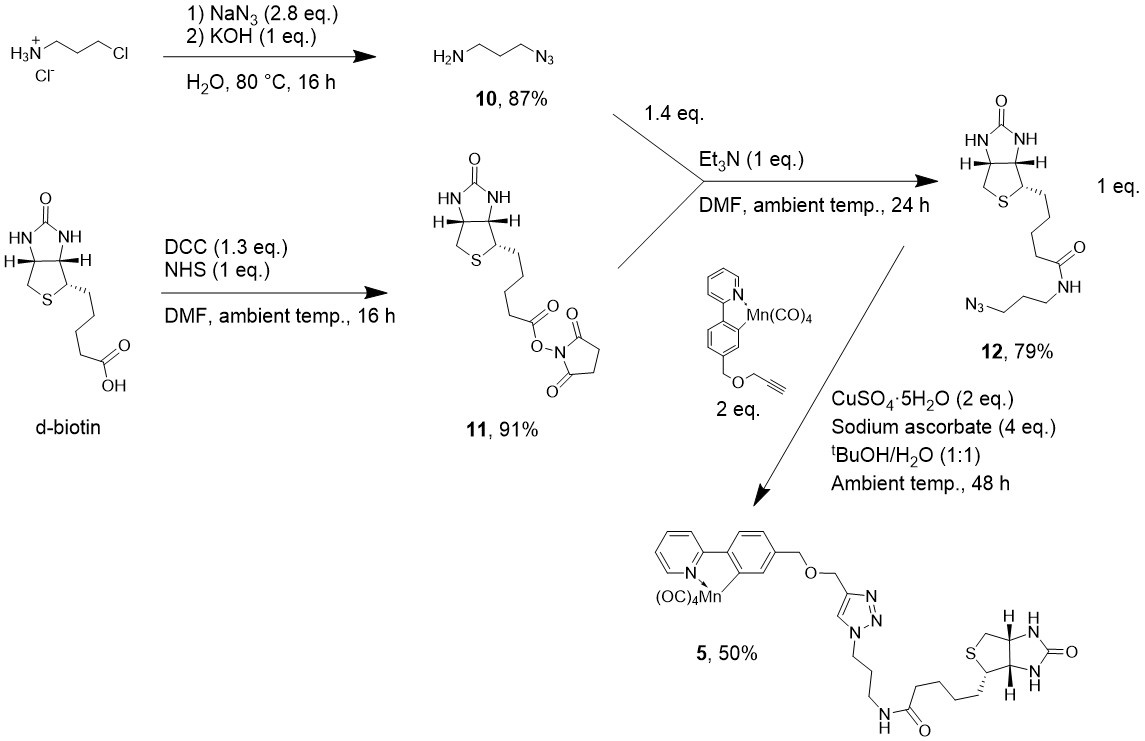 H₃N⁺ Cl
Cl⁻
1) NaN₃ (2.8 eq.)
2) KOH (1 eq.)
H₂O, 80 °C, 16 h
H₂N N₃
10, 87%
1.4 eq.
Et₃N (1 eq.)
DMF, ambient temp., 24 h
O
HN NH
H H
S
O
OH
d-biotin
DCC (1.3 eq.)
NHS (1 eq.)
DMF, ambient temp., 16 h
O
HN NH
H H
S
O
O
N
O
O
11, 91%
O
HN NH
H H
S
O
NH
N₃
1 eq.
12, 79%
N
Mn(CO)₄
O
2 eq.
CuSO₄·5H₂O (2 eq.)
Sodium ascorbate (4 eq.)
ᵗBuOH/H₂O (1:1)
Ambient temp., 48 h
N
(OC)₄Mn
O
N
N
N
5, 50%
H
H
N
S
O
N
H
H
N
H
O